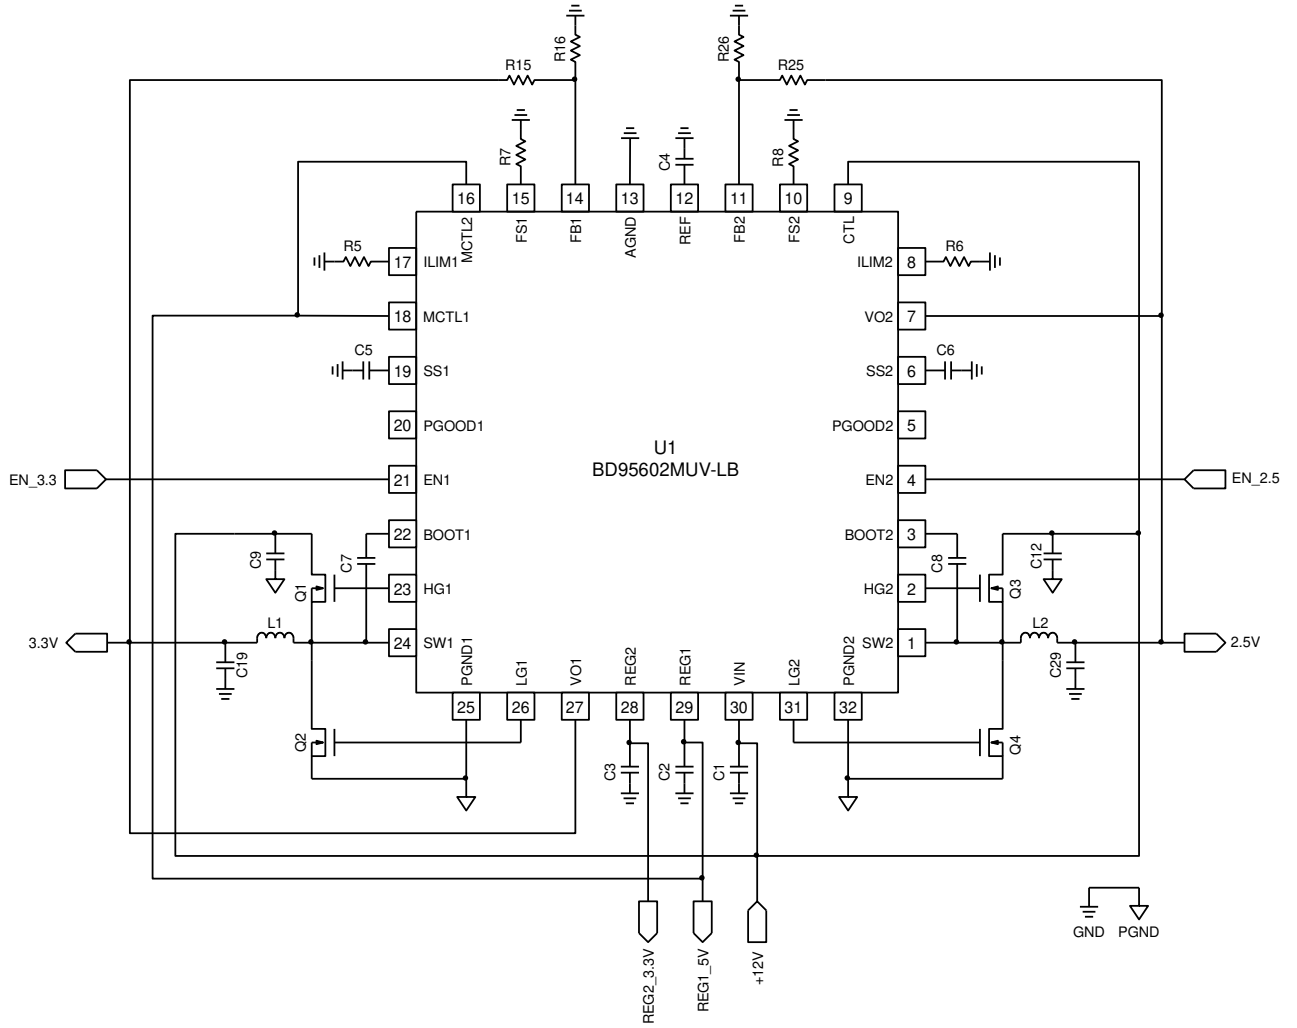 R16
R26
R15
R25
R7
C4
R8
16
15
14
13
12
11
10
9
MCTL2
FS1
FB1
AGND
REF
FB2
FS2
CTL
R5
17
ILIM1
ILIM2
8
R6
18
MCTL1
VO2
7
C5
19
SS1
SS2
6
C6
20
PGOOD1
PGOOD2
5
U1
BD95602MUV-LB
EN_3.3
21
EN1
EN2
4
EN_2.5
22
BOOT1
BOOT2
3
C9
C7
C8
C12
Q1
23
HG1
HG2
2
Q3
3.3V
L1
24
SW1
SW2
1
L2
2.5V
C19
C29
PGND1
LG1
VO1
REG2
REG1
VIN
LG2
PGND2
25
26
27
28
29
30
31
32
Q2
Q4
C3
C2
C1
REG2_3.3V
REG1_5V
+12V
GND
PGND